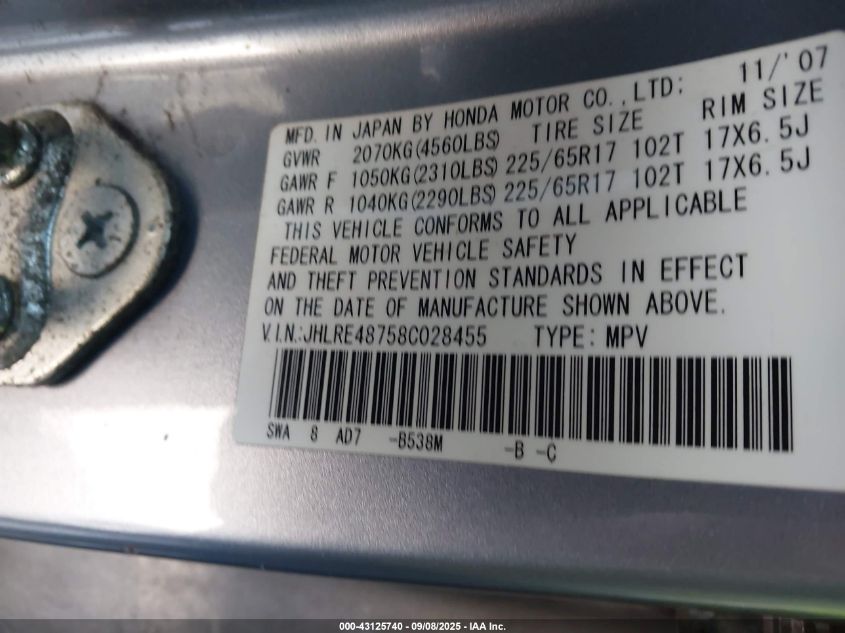 MFD. IN JAPAN BY HONDA MOTOR CO.,LTD: 11/'07
GVWR 2070KG(4560LBS) TIRE SIZE RIM SIZE
GAWR F 1050KG(2310LBS) 225/65R17 102T 17X6.5J
GAWR R 1040KG(2290LBS) 225/65R17 102T 17X6.5J
THIS VEHICLE CONFORMS TO ALL APPLICABLE
FEDERAL MOTOR VEHICLE SAFETY
AND THEFT PREVENTION STANDARDS IN EFFECT
ON THE DATE OF MANUFACTURE SHOWN ABOVE.
V.I.N.:JHLRE48758C028455 TYPE: MPV
SWA 8 AD7 -B538M -B -C
000-43125740 - 09/08/2025 - IAA Inc.